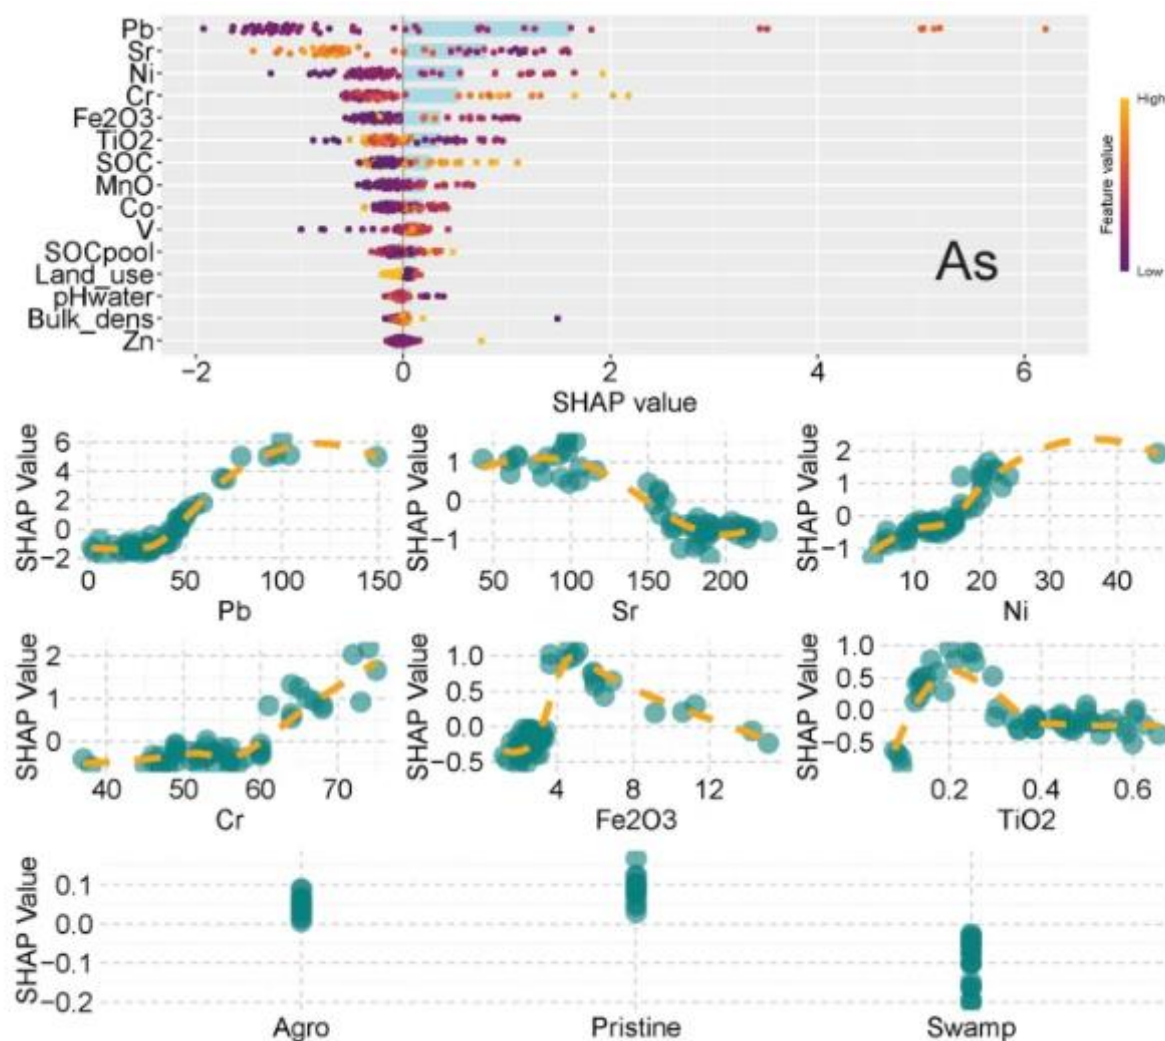 Pb
Sr
Ni
Cr
Fe2O3
TiO2
SOC
MnO
Co
V
SOCpool
Land_use
pHwater
Bulk_dens
Zn
As
High
Feature value
Low
−2 0 2 4 6
SHAP value
SHAP Value
6
4
2
0
−2
0 50 100 150
Pb
SHAP Value
1
0
−1
50 100 150 200
Sr
SHAP Value
2
1
0
−1
10 20 30 40
Ni
SHAP Value
2
1
0
40 50 60 70
Cr
SHAP Value
1.0
0.5
0.0
−0.5
4 8 12
Fe2O3
SHAP Value
1.0
0.5
0.0
−0.5
0.2 0.4 0.6
TiO2
SHAP Value
0.1
0.0
−0.1
−0.2
Agro Pristine Swamp